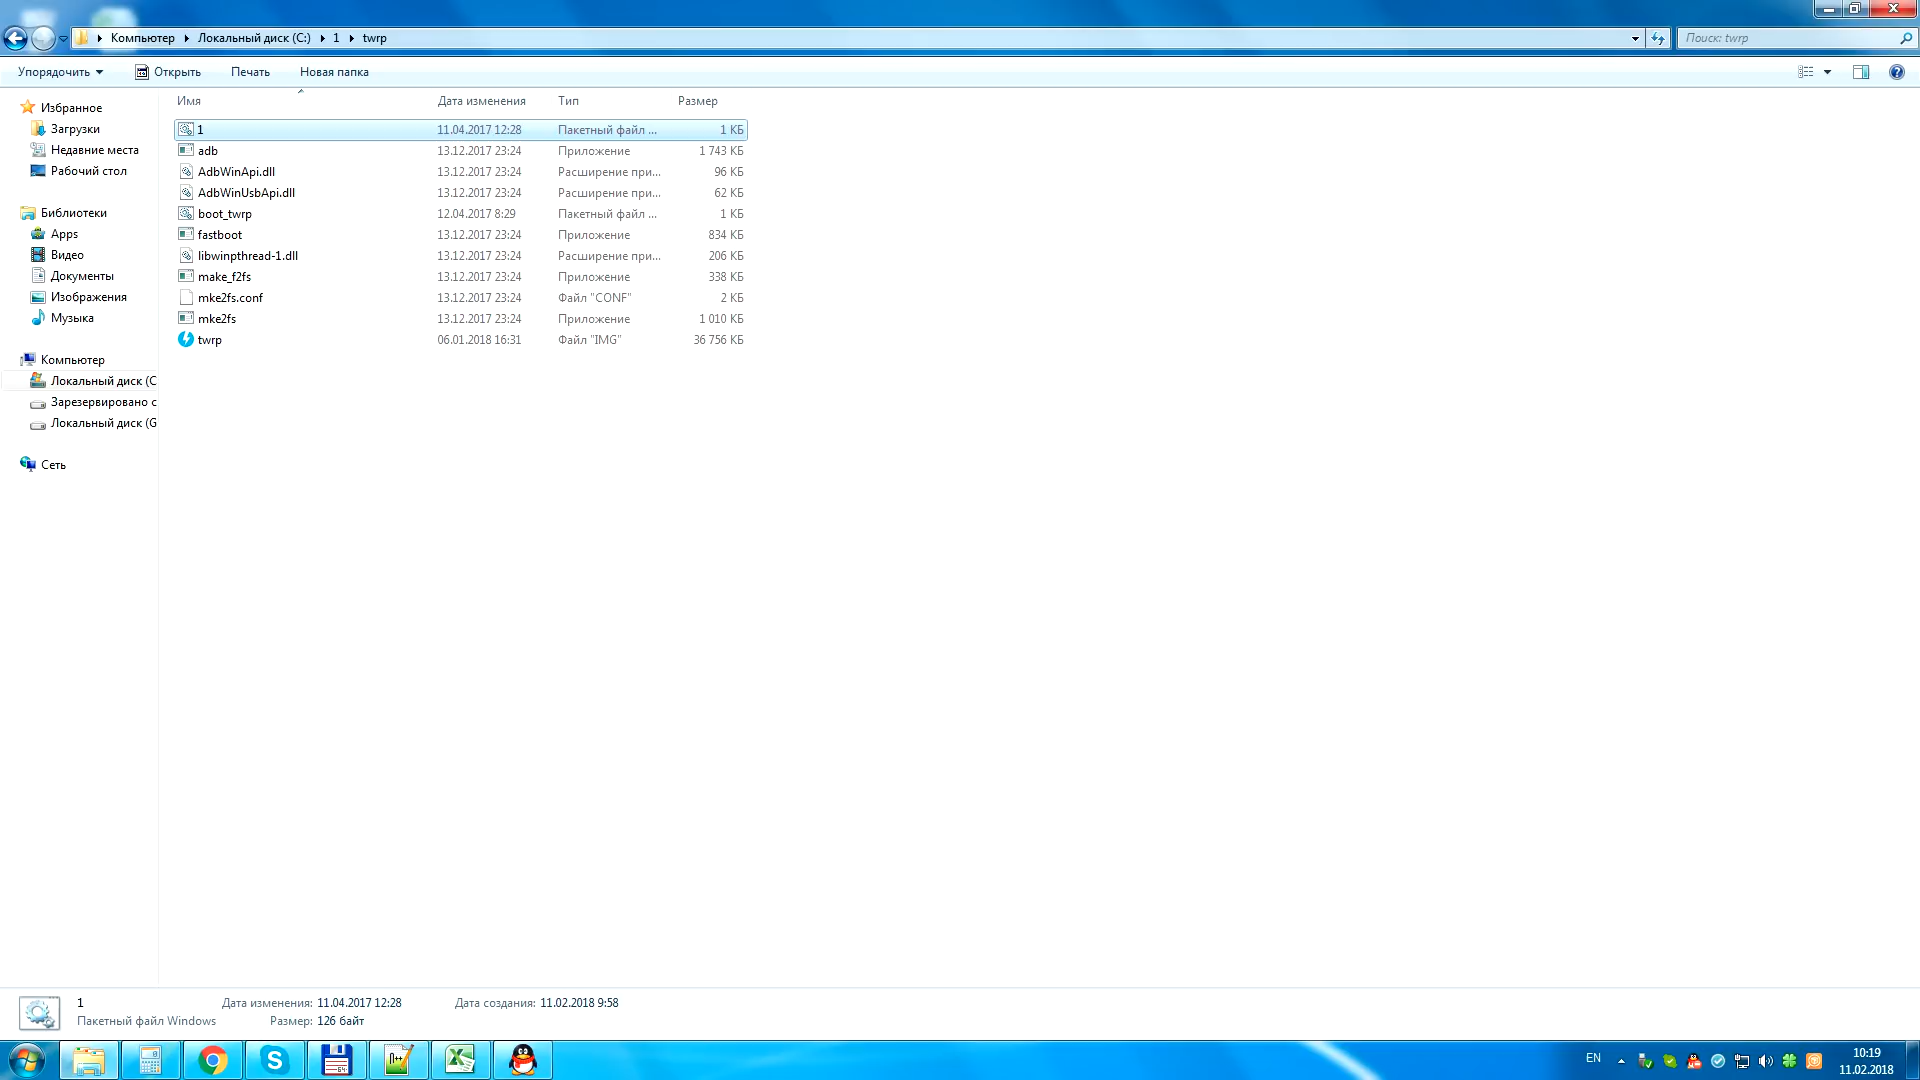 Компьютер Локальный диск (C:) 1 twrp
Поиск: twrp
Упорядочить Открыть Печать Новая папка
Имя Дата изменения Тип Размер
Избранное
Загрузки
Недавние места
Рабочий стол
Библиотеки
Apps
Видео
Документы
Изображения
Музыка
Компьютер
Локальный диск (C
Зарезервировано с
Локальный диск (G
Сеть
1 11.04.2017 12:28 Пакетный файл ... 1 КБ
adb 13.12.2017 23:24 Приложение 1 743 КБ
AdbWinApi.dll 13.12.2017 23:24 Расширение при... 96 КБ
AdbWinUsbApi.dll 13.12.2017 23:24 Расширение при... 62 КБ
boot_twrp 12.04.2017 8:29 Пакетный файл ... 1 КБ
fastboot 13.12.2017 23:24 Приложение 834 КБ
libwinpthread-1.dll 13.12.2017 23:24 Расширение при... 206 КБ
make_f2fs 13.12.2017 23:24 Приложение 338 КБ
mke2fs.conf 13.12.2017 23:24 Файл "CONF" 2 КБ
mke2fs 13.12.2017 23:24 Приложение 1 010 КБ
twrp 06.01.2018 16:31 Файл "IMG" 36 756 КБ
1 Дата изменения: 11.04.2017 12:28 Дата создания: 11.02.2018 9:58
Пакетный файл Windows Размер: 126 байт
EN
10:19
11.02.2018